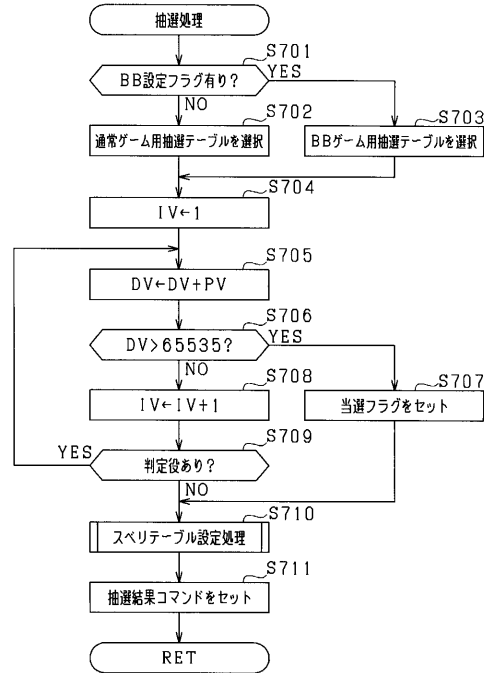 抽選処理
S701
BB設定フラグ有り?
YES
NO
S702
通常ゲーム用抽選テーブルを選択
S703
BBゲーム用抽選テーブルを選択
S704
IV←1
S705
DV←DV+PV
S706
DV>65535?
YES
NO
S707
当選フラグをセット
S708
IV←IV+1
S709
判定役あり?
YES
NO
S710
スベリテーブル設定処理
S711
抽選結果コマンドをセット
RET